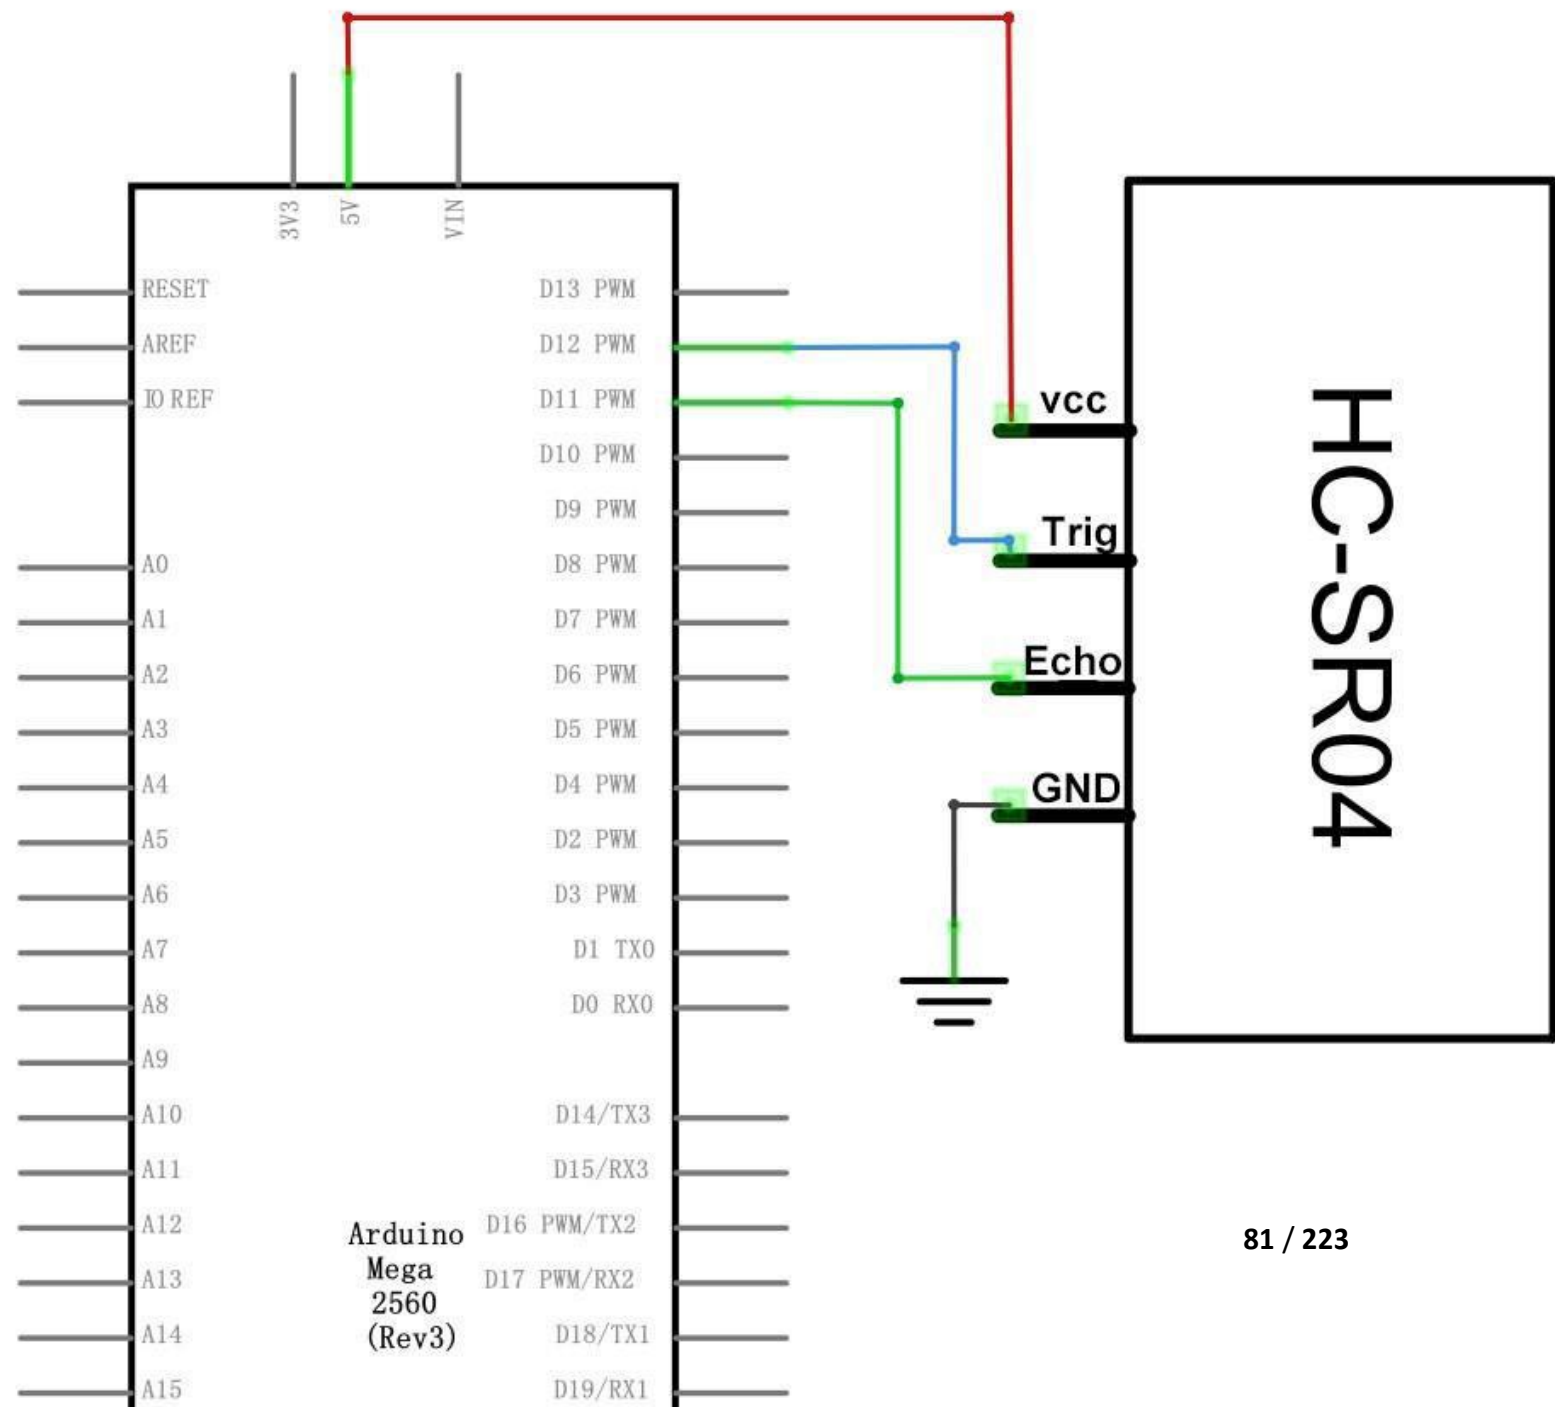 3V3
5V
VIN
RESET
AREF
IO REF
A0
A1
A2
A3
A4
A5
A6
A7
A8
A9
A10
A11
A12
A13
A14
A15
D13 PWM
D12 PWM
D11 PWM
D10 PWM
D9 PWM
D8 PWM
D7 PWM
D6 PWM
D5 PWM
D4 PWM
D2 PWM
D3 PWM
D1 TX0
D0 RX0
D14/TX3
D15/RX3
D16 PWM/TX2
D17 PWM/RX2
D18/TX1
D19/RX1
Arduino
Mega
2560
(Rev3)
vcc
Trig
Echo
GND
HC-SR04
81 / 223